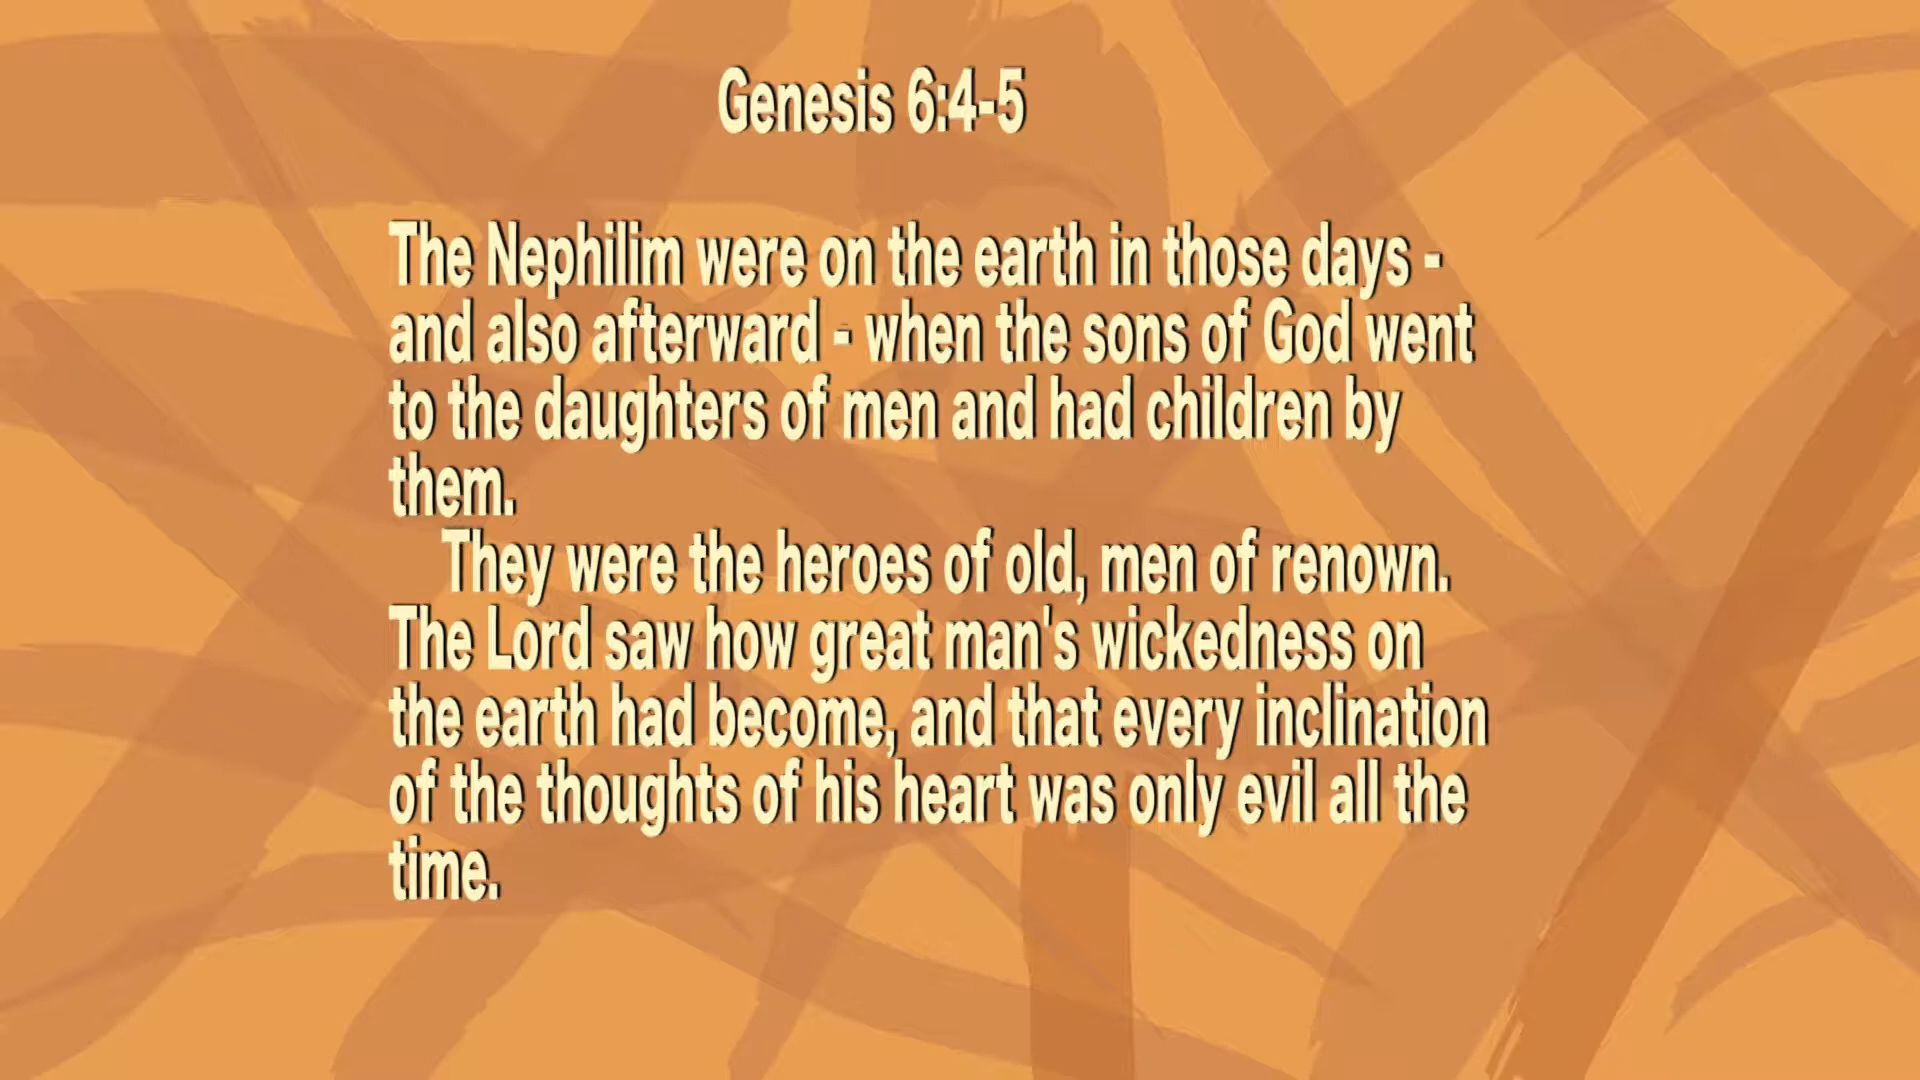 Genesis 6:4-5
The Nephilim were on the earth in those days -
and also afterward - when the sons of God went
to the daughters of men and had children by
them.
They were the heroes of old, men of renown.
The Lord saw how great man's wickedness on
the earth had become, and that every inclination
of the thoughts of his heart was only evil all the
time.